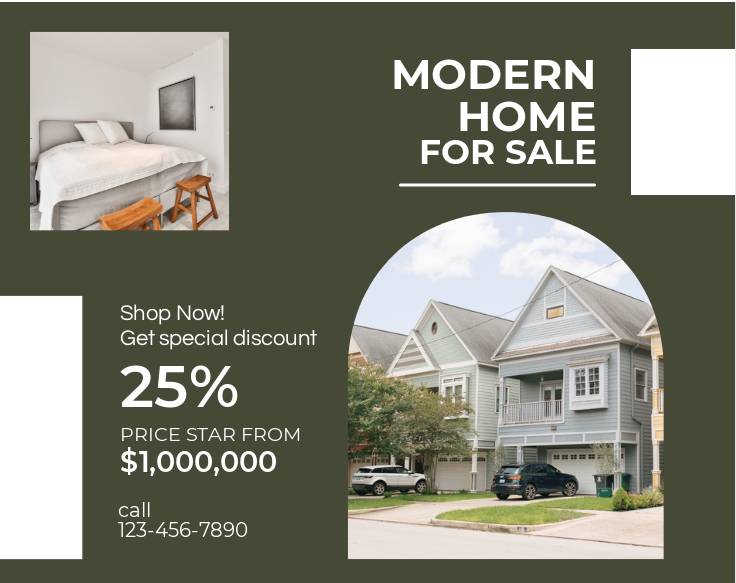 MODERN
HOME
FOR SALE
Shop Now!
Get special discount
25%
PRICE STAR FROM
$1,000,000
call
123-456-7890